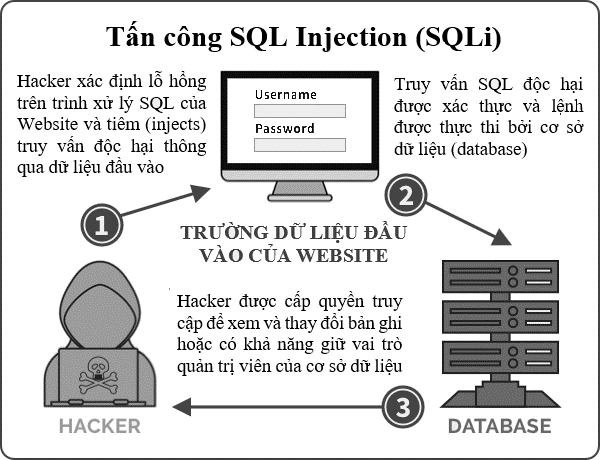 Tấn công SQL Injection (SQLi)
Hacker xác định lỗ hổng
trên trình xử lý SQL của
Website và tiêm (injects)
truy vấn độc hại thông
qua dữ liệu đầu vào
Username
Password
Truy vấn SQL độc hại
được xác thực và lệnh
được thực thi bởi cơ sở
dữ liệu (database)
1
2
TRƯỜNG DỮ LIỆU ĐẦU
VÀO CỦA WEBSITE
Hacker được cấp quyền truy
cập để xem và thay đổi bản ghi
hoặc có khả năng giữ vai trò
quản trị viên của cơ sở dữ liệu
3
HACKER
DATABASE